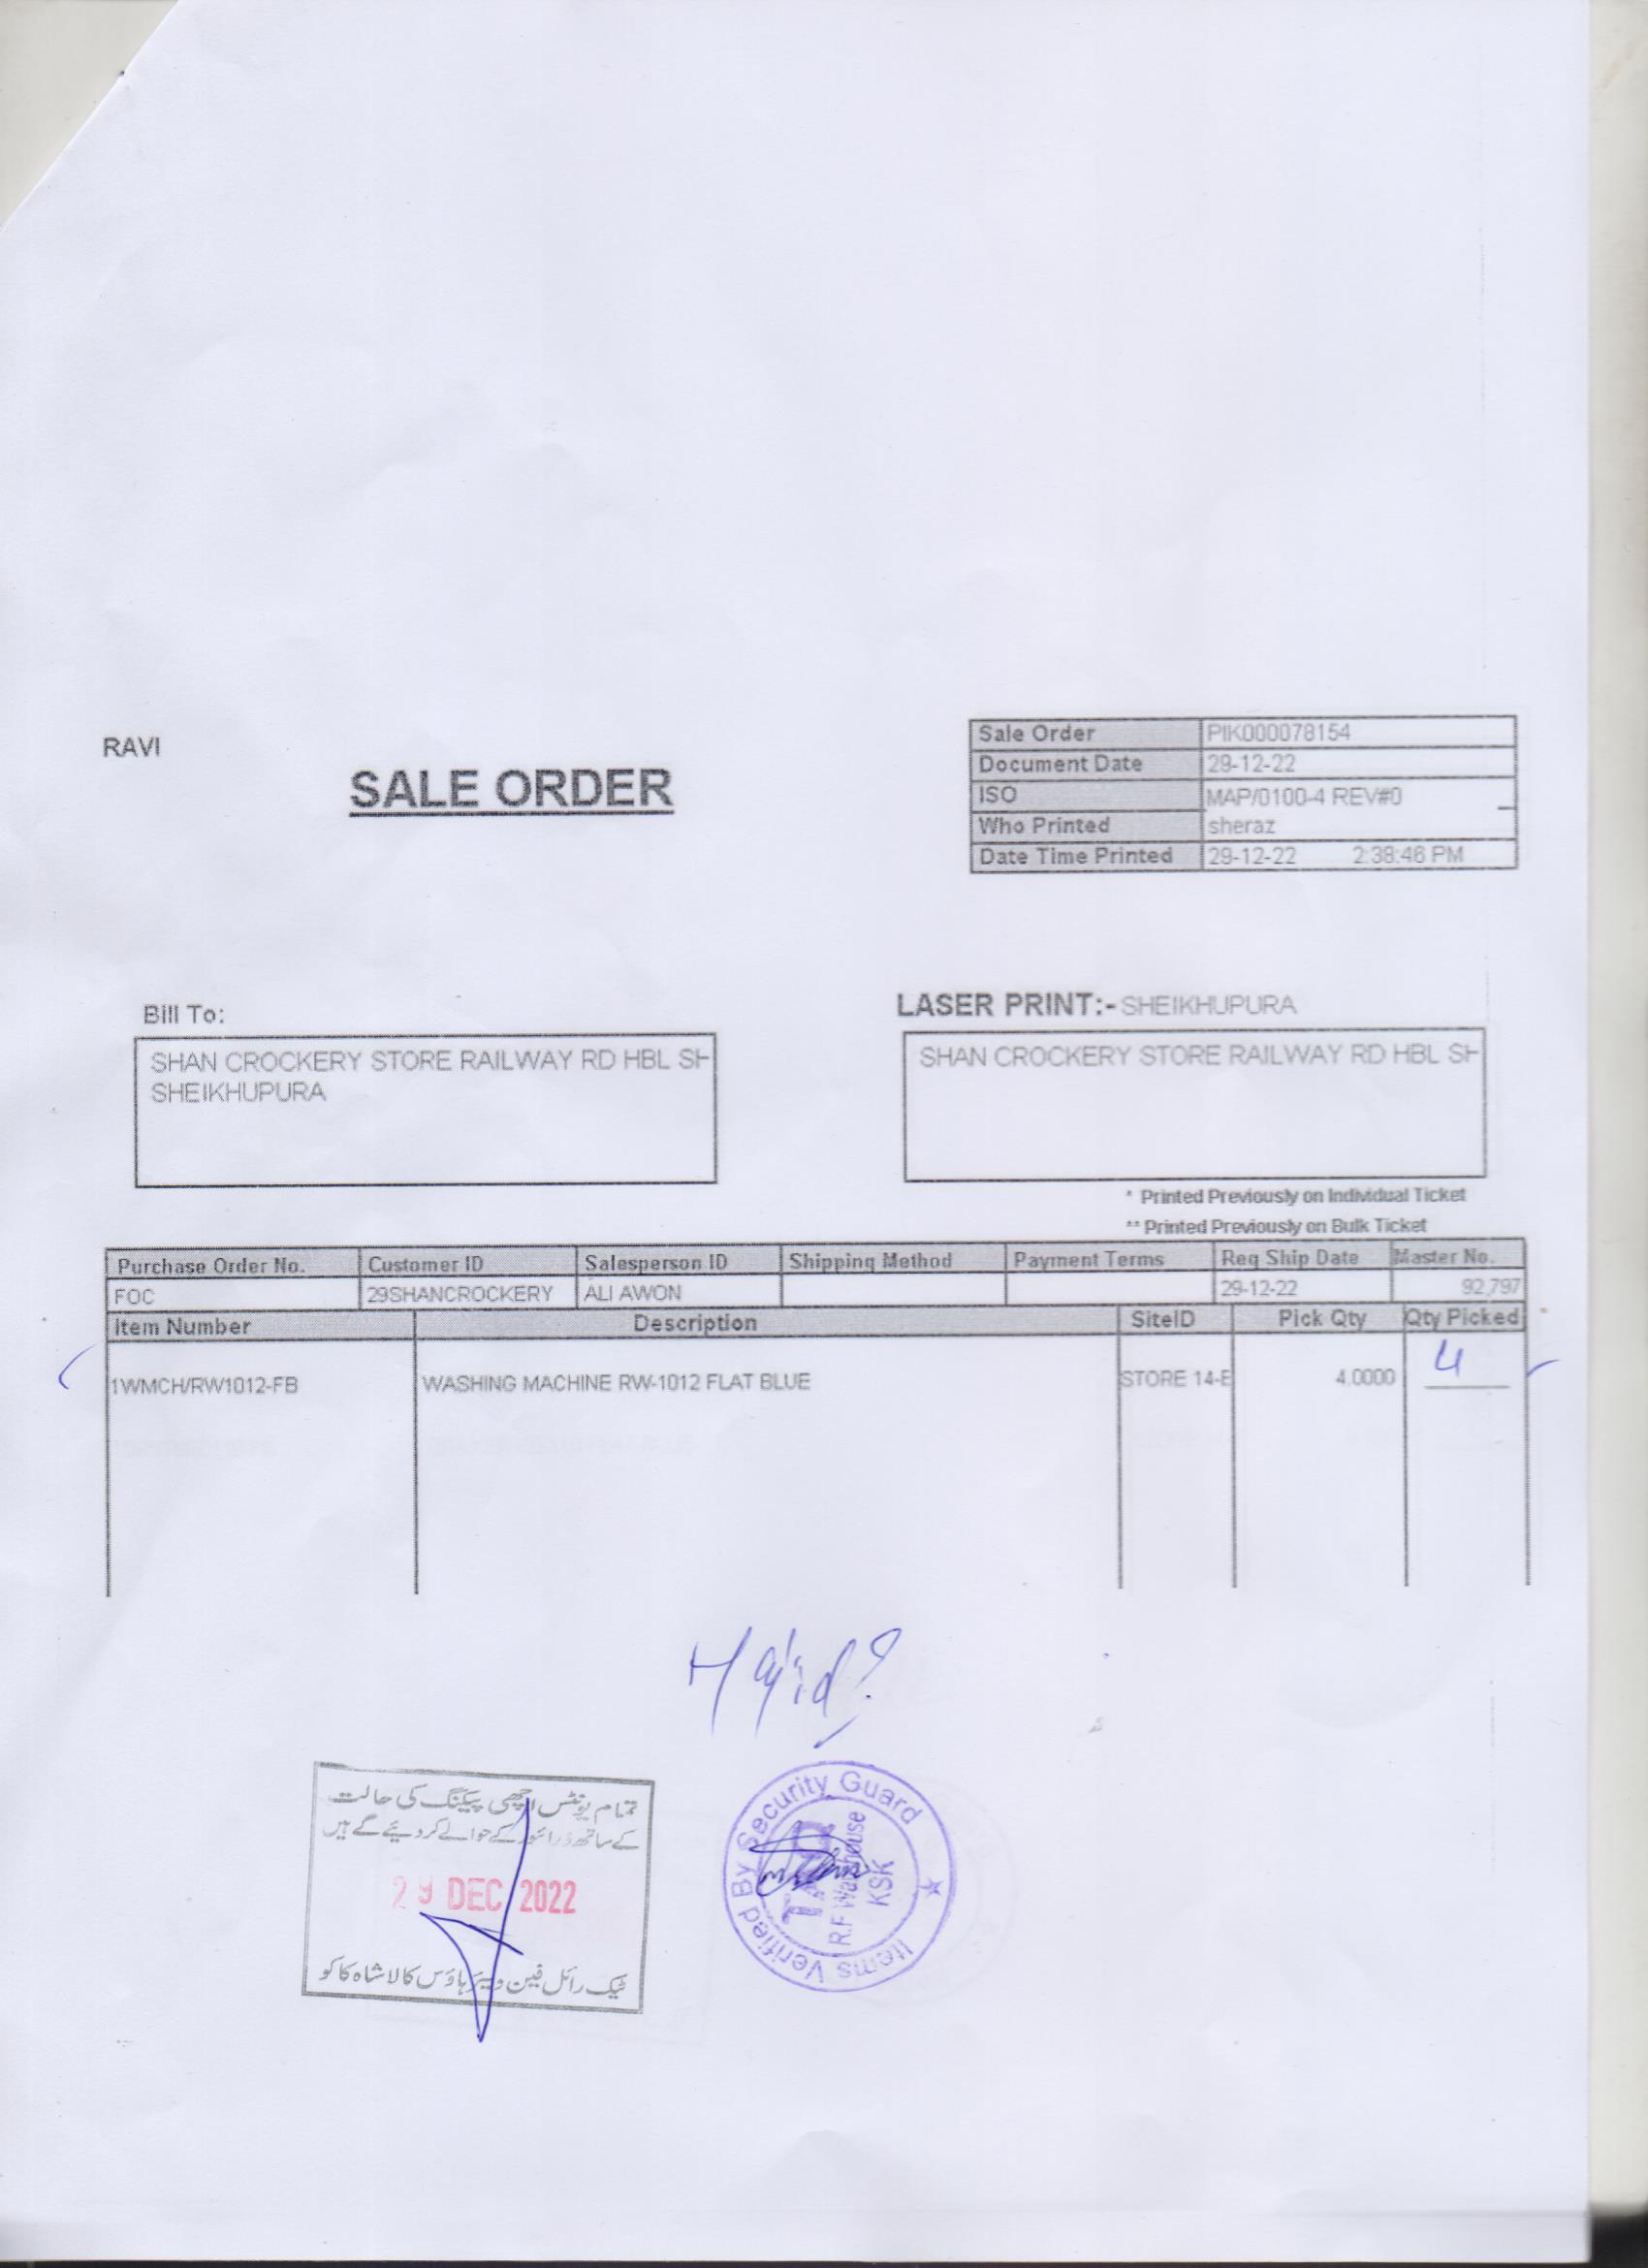 RAVI
SALE ORDER
Sale Order PIK000078154
Document Date 29-12-22
ISO MAP/0100-4 REV#0
Who Printed sheraz
Date Time Printed 29-12-22 2:38:46 PM
Bill To:
SHAN CROCKERY STORE RAILWAY RD HBL SH
SHEIKHUPURA
LASER PRINT:- SHEIKHUPURA
SHAN CROCKERY STORE RAILWAY RD HBL SH
* Printed Previously on Individual Ticket
** Printed Previously on Bulk Ticket
Purchase Order No. Customer ID Salesperson ID Shipping Method Payment Terms Req Ship Date Master No.
FOC 29SHANCROCKERY ALI AWON 29-12-22 92,797
Item Number Description SiteID Pick Qty Qty Picked
1WMCH/RW1012-FB WASHING MACHINE RW-1012 FLAT BLUE STORE 14-E 4.0000 4
تمام یونٹس اچھی پیکنگ کی حالت
کے ساتھ ڈرائیور کے حوالے کر دیئے گئے ہیں
29 DEC 2022
ٹیک رائل فین ویئر ہاؤس کالا شاہ کاکو
Items Verified By Security Guard
R.F Warehouse
KSK